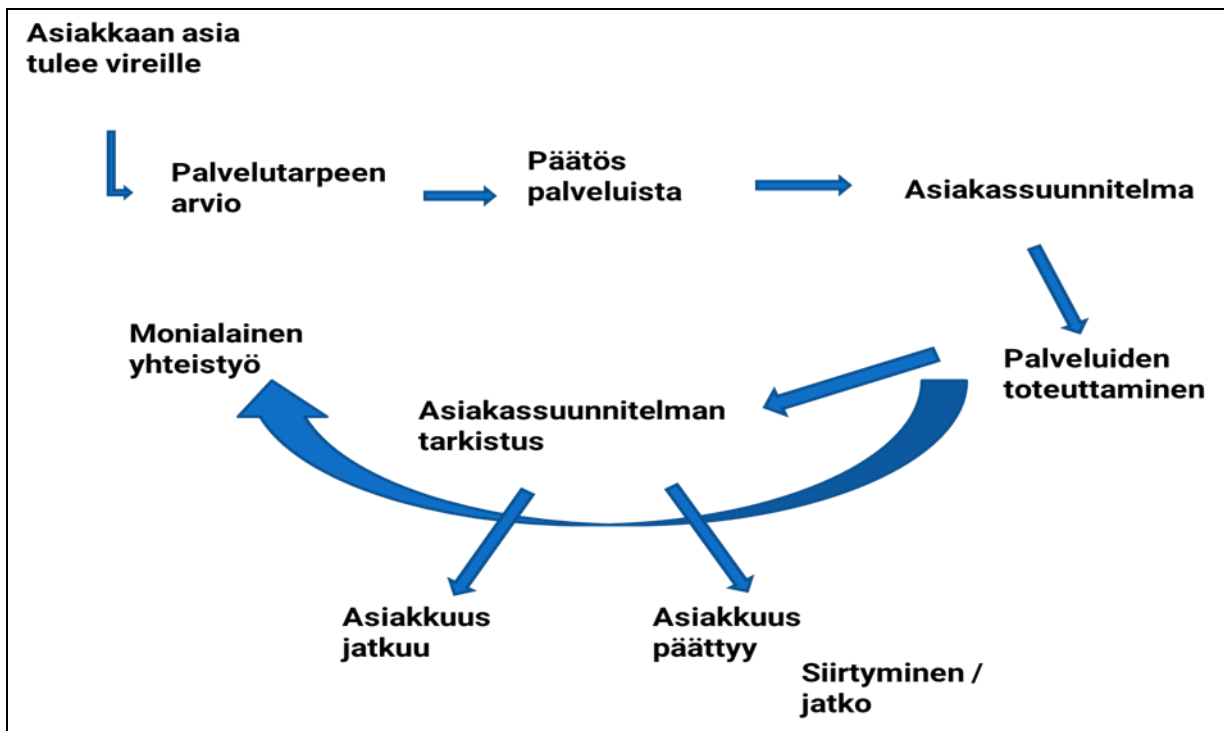 Asiakkaan asia
tulee vireille
Palvelutarpeen
arvio
Päätös
palveluista
Asiakassuunnitelma
Monialainen
yhteistyö
Palveluiden
toteuttaminen
Asiakassuunnitelman
tarkistus
Asiakkuus
jatkuu
Asiakkuus
päättyy
Siirtyminen /
jatko